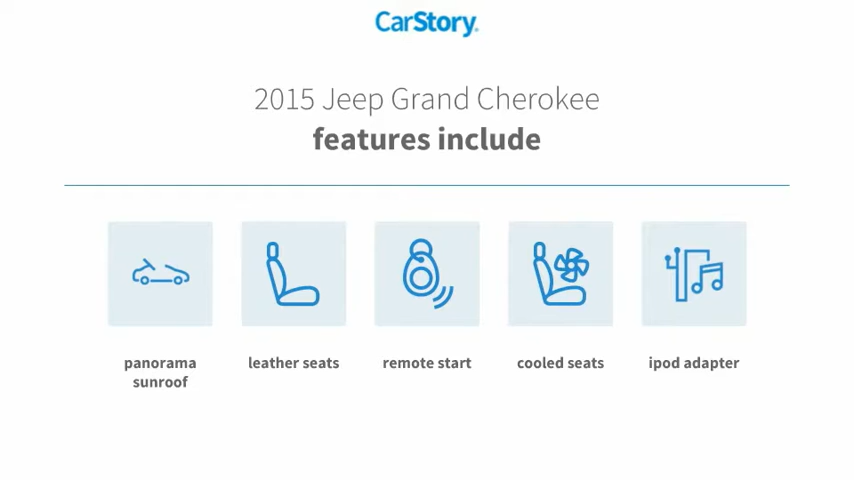 CarStory
2015 Jeep Grand Cherokee
features include
panorama
sunroof
leather seats
remote start
cooled seats
ipod adapter